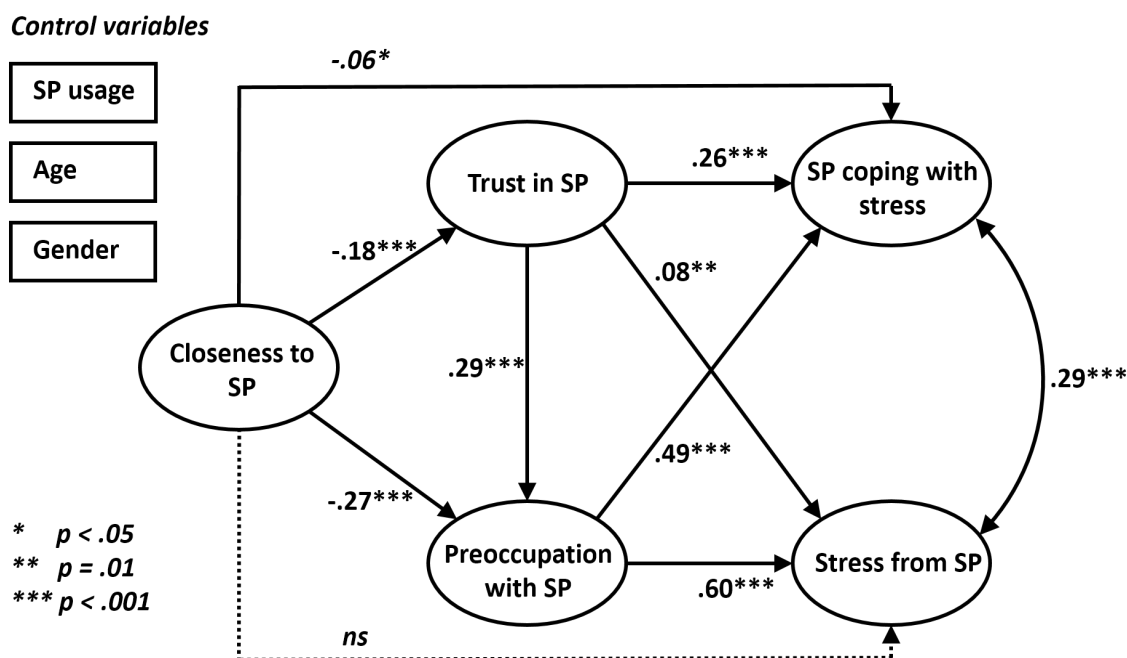 Control variables
SP usage
Age
Gender
-.06*
Trust in SP
.26***
SP coping with
stress
-.18***
.08**
Closeness to
SP
.29***
.29***
.49***
-.27***
Preoccupation
with SP
.60***
Stress from SP
* p < .05
** p = .01
*** p < .001
ns